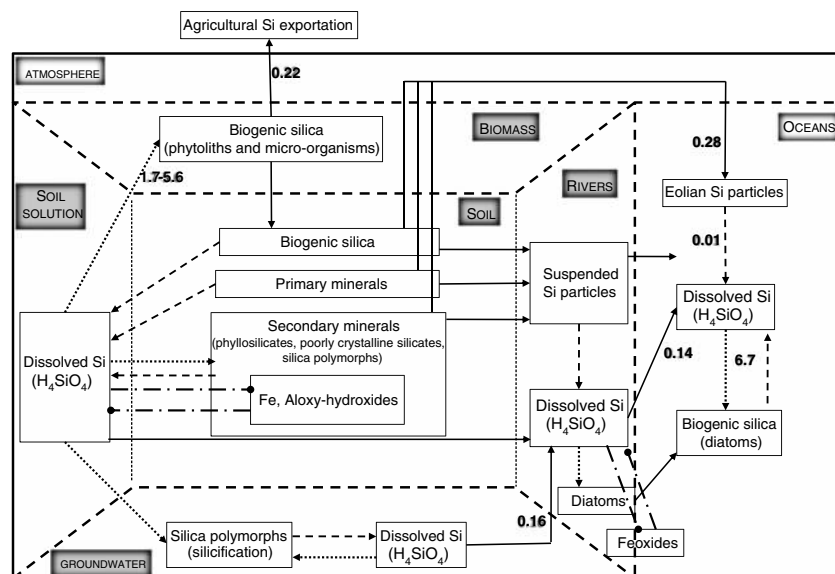 Agricultural Si exportation
ATMOSPHERE
0.22
Biogenic silica
(phytoliths and micro-organisms)
BIOMASS
OCEANS
0.28
1.7-5.6
SOIL
SOLUTION
SOIL
RIVERS
Eolian Si particles
Biogenic silica
0.01
Primary minerals
Suspended
Si particles
Dissolved Si
(H4SiO4)
Secondary minerals
(phyllosilicates, poorly crystalline silicates,
silica polymorphs)
Dissolved Si
(H4SiO4)
0.14
6.7
Fe, Aloxy-hydroxides
Dissolved Si
(H4SiO4)
Biogenic silica
(diatoms)
Diatoms
0.16
Silica polymorphs
(silicification)
Dissolved Si
(H4SiO4)
Feoxides
GROUNDWATER